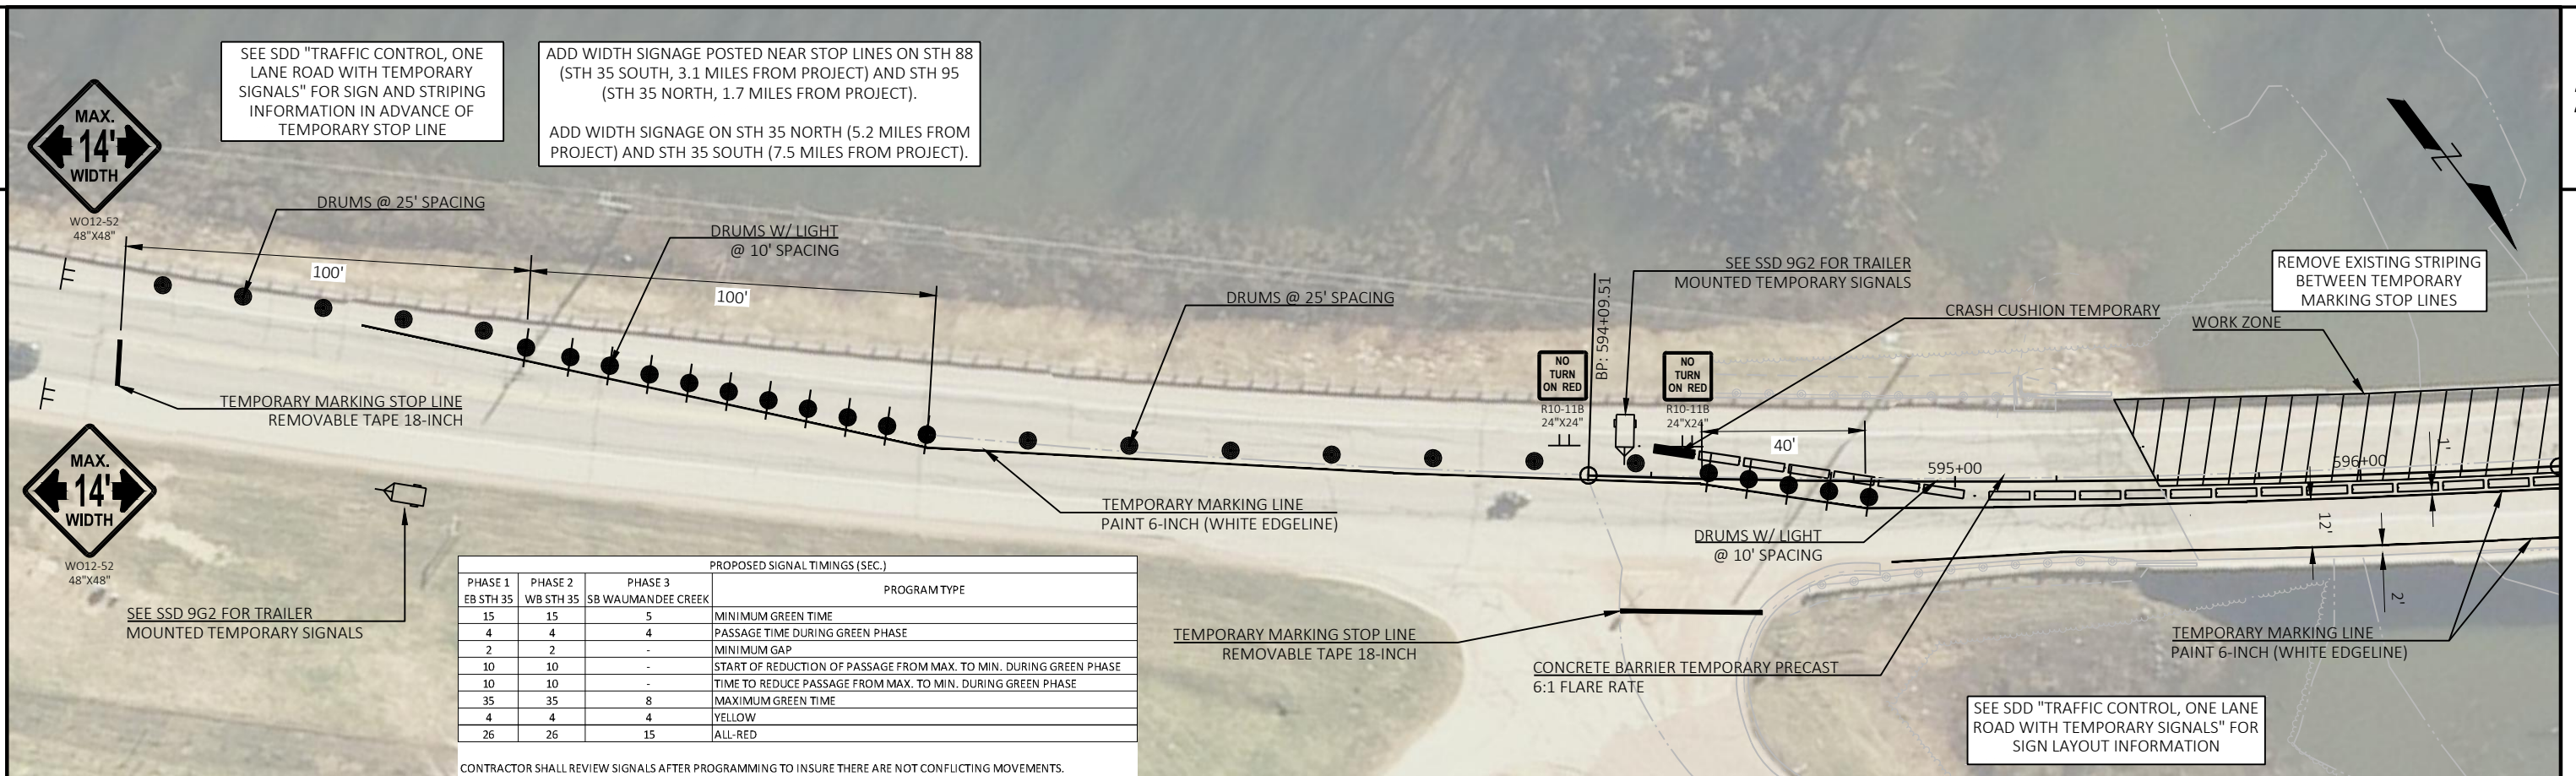 SEE SDD "TRAFFIC CONTROL, ONE
LANE ROAD WITH TEMPORARY
SIGNALS" FOR SIGN AND STRIPING
INFORMATION IN ADVANCE OF
TEMPORARY STOP LINE
ADD WIDTH SIGNAGE POSTED NEAR STOP LINES ON STH 88
(STH 35 SOUTH, 3.1 MILES FROM PROJECT) AND STH 95
(STH 35 NORTH, 1.7 MILES FROM PROJECT).
ADD WIDTH SIGNAGE ON STH 35 NORTH (5.2 MILES FROM
PROJECT) AND STH 35 SOUTH (7.5 MILES FROM PROJECT).
MAX.
14'
WIDTH
WO12-52
48"X48"
DRUMS @ 25' SPACING
100'
DRUMS W/ LIGHT
@ 10' SPACING
100'
DRUMS @ 25' SPACING
BP: 594+09.51
SEE SSD 9G2 FOR TRAILER
MOUNTED TEMPORARY SIGNALS
CRASH CUSHION TEMPORARY
REMOVE EXISTING STRIPING
BETWEEN TEMPORARY
MARKING STOP LINES
WORK ZONE
NO
TURN
ON RED
R10-11B
24"X24"
NO
TURN
ON RED
R10-11B
24"X24"
40'
595+00
596+00
1'
12'
2'
TEMPORARY MARKING STOP LINE
REMOVABLE TAPE 18-INCH
MAX.
14'
WIDTH
WO12-52
48"X48"
SEE SSD 9G2 FOR TRAILER
MOUNTED TEMPORARY SIGNALS
TEMPORARY MARKING LINE
PAINT 6-INCH (WHITE EDGELINE)
DRUMS W/ LIGHT
@ 10' SPACING
TEMPORARY MARKING STOP LINE
REMOVABLE TAPE 18-INCH
CONCRETE BARRIER TEMPORARY PRECAST
6:1 FLARE RATE
TEMPORARY MARKING LINE
PAINT 6-INCH (WHITE EDGELINE)
SEE SDD "TRAFFIC CONTROL, ONE LANE
ROAD WITH TEMPORARY SIGNALS" FOR
SIGN LAYOUT INFORMATION
PROPOSED SIGNAL TIMINGS (SEC.)
PHASE 1 EB STH 35 PHASE 2 WB STH 35 PHASE 3 SB WAUMANDEE CREEK PROGRAM TYPE
15 15 5 MINIMUM GREEN TIME
4 4 4 PASSAGE TIME DURING GREEN PHASE
2 2 - MINIMUM GAP
10 10 - START OF REDUCTION OF PASSAGE FROM MAX. TO MIN. DURING GREEN PHASE
10 10 - TIME TO REDUCE PASSAGE FROM MAX. TO MIN. DURING GREEN PHASE
35 35 8 MAXIMUM GREEN TIME
4 4 4 YELLOW
26 26 15 ALL-RED
CONTRACTOR SHALL REVIEW SIGNALS AFTER PROGRAMMING TO INSURE THERE ARE NOT CONFLICTING MOVEMENTS.